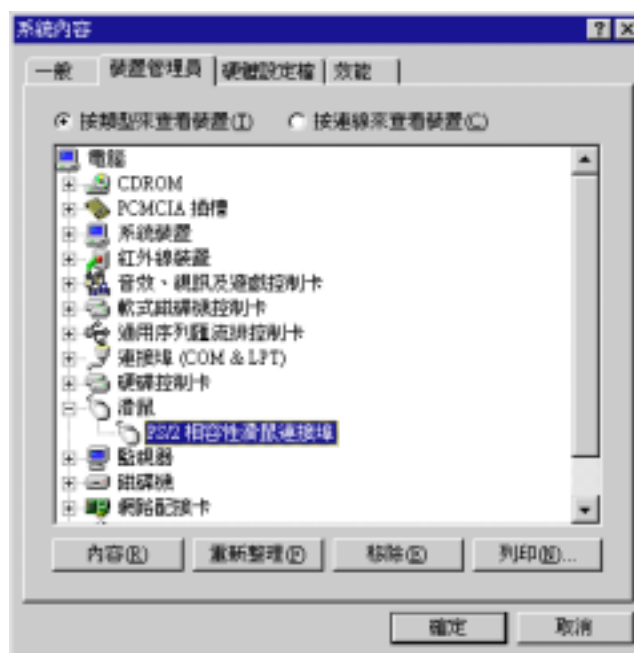 系統內容
一般 裝置管理員 硬體設定檔 效能
按類型來查看裝置(T) 按連線來查看裝置(C)
電腦
CDROM
PCMCIA 插槽
系統裝置
紅外線裝置
音效、視訊及遊戲控制卡
軟式磁碟機控制卡
通用序列匯流排控制卡
連接埠 (COM & LPT)
硬碟控制卡
滑鼠
PS/2 相容性滑鼠連接埠
監視器
磁碟機
網路配接卡
內容(R) 重新整理(F) 移除(E) 列印(N)...
確定 取消